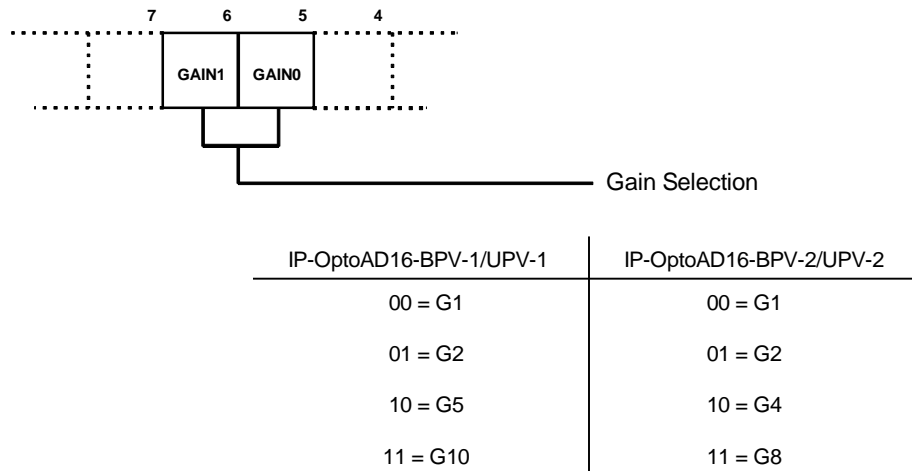 7 6 5 4
GAIN1 GAIN0
Gain Selection
IP-OptoAD16-BPV-1/UPV-1 IP-OptoAD16-BPV-2/UPV-2
00 = G1 00 = G1
01 = G2 01 = G2
10 = G5 10 = G4
11 = G10 11 = G8